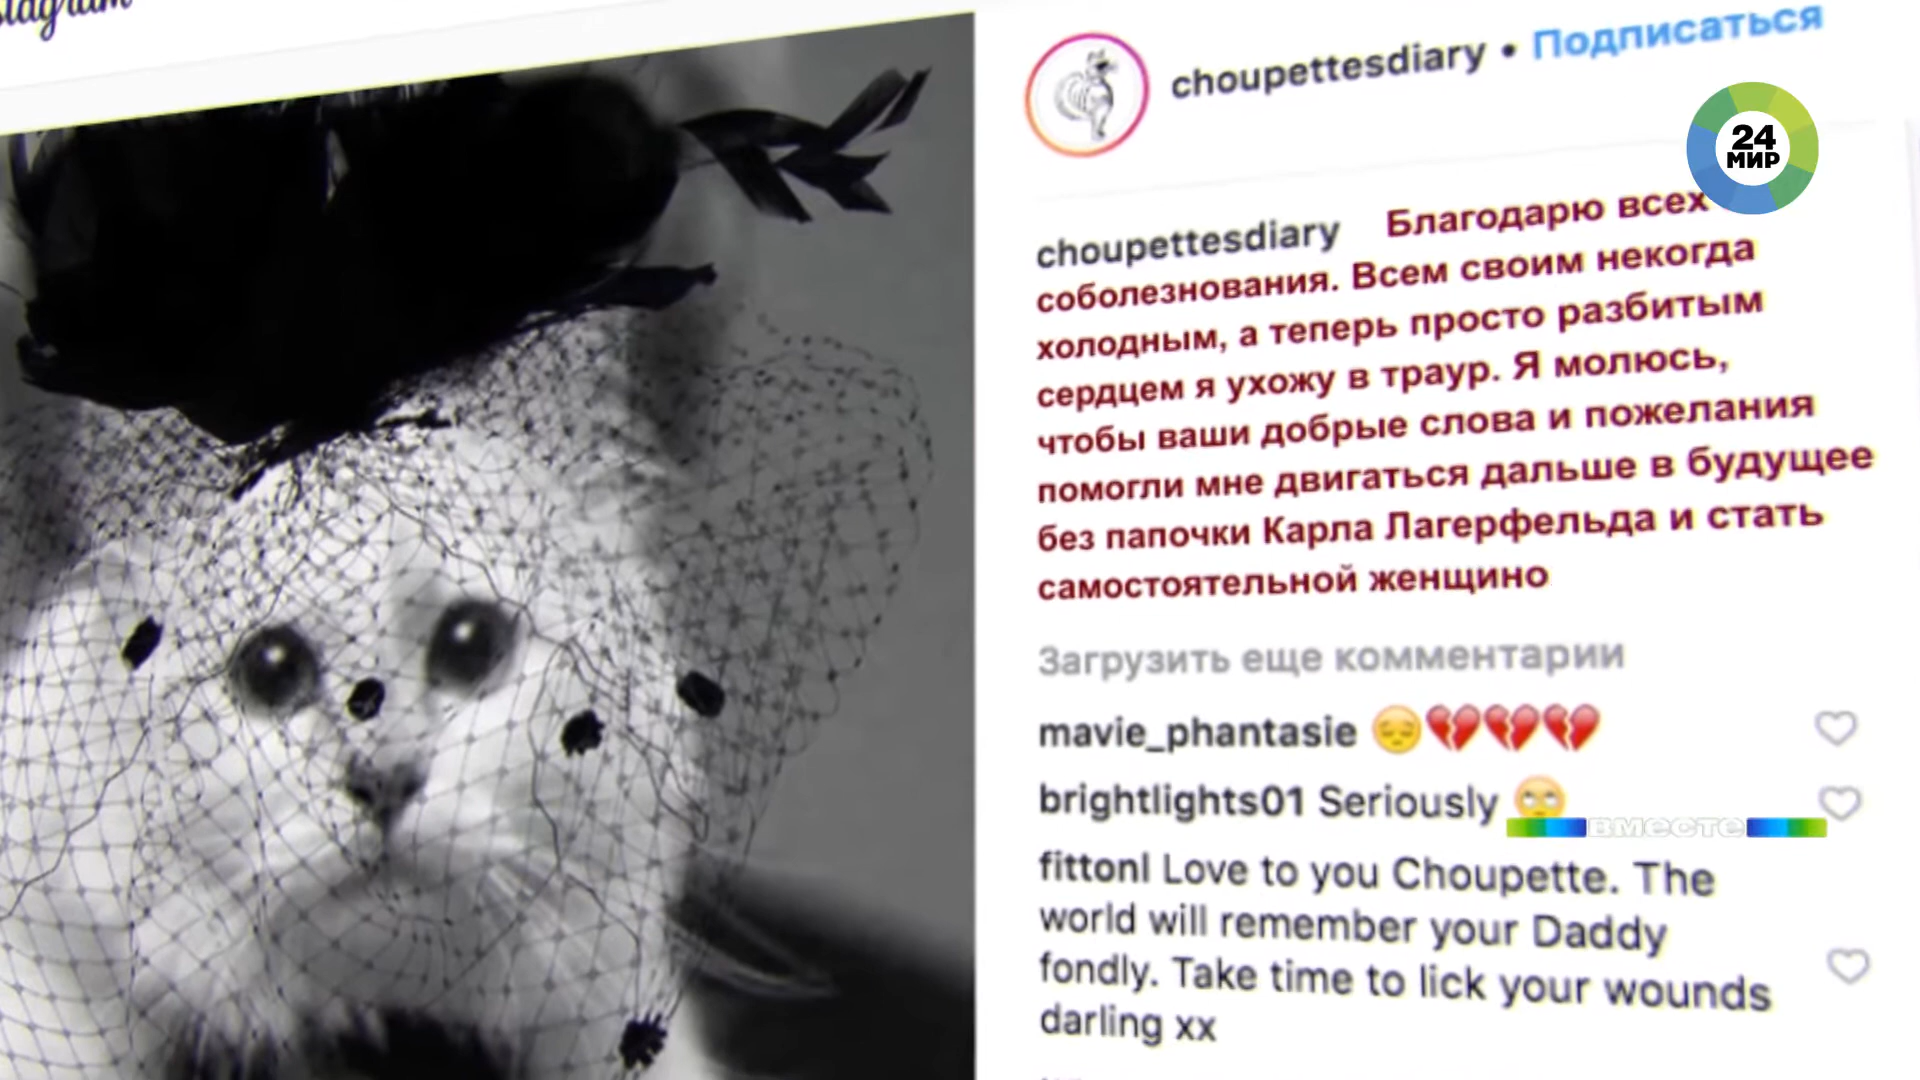 choupettesdiary • Подписаться
24
МИР
choupettesdiary Благодарю всех
соболезнования. Всем своим некогда
холодным, а теперь просто разбитым
сердцем я ухожу в траур. Я молюсь,
чтобы ваши добрые слова и пожелания
помогли мне двигаться дальше в будущее
без папочки Карла Лагерфельда и стать
самостоятельной женщино
Загрузить еще комментарии
mavie_phantasie 😔💔💔💔
brightlights01 Seriously 🙄
вместе
fittonl Love to you Choupette. The
world will remember your Daddy
fondly. Take time to lick your wounds
darling xx